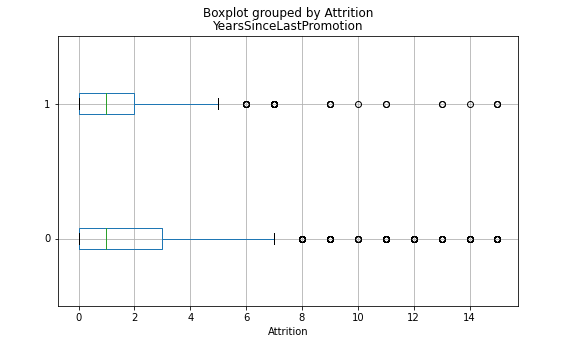 Boxplot grouped by Attrition
YearsSinceLastPromotion
1
0
0 2 4 6 8 10 12 14
Attrition